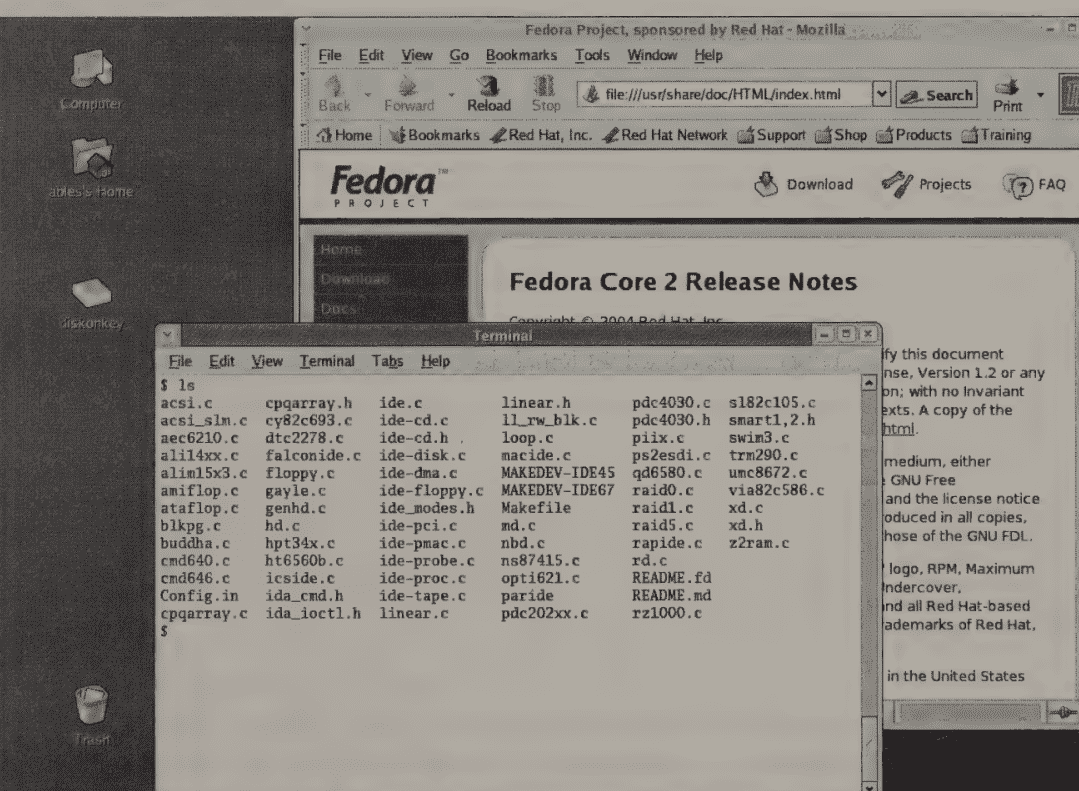 Computer
ables's Home
diskonkey
Trash
Fedora Project, sponsored by Red Hat - Mozilla
File Edit View Go Bookmarks Tools Window Help
Back Forward Reload Stop file:///usr/share/doc/HTML/index.html Search Print
Home Bookmarks Red Hat, Inc. Red Hat Network Support Shop Products Training
Fedora™ Download Projects FAQ
PROJECT
Home
Download
Docs
Fedora Core 2 Release Notes
Copyright © 2004 Red Hat, Inc.
ify this document
nse, Version 1.2 or any
on; with no Invariant
exts. A copy of the
html.
medium, either
GNU Free
and the license notice
oduced in all copies,
hose of the GNU FDL.
logo, RPM, Maximum
Undercover,
and all Red Hat-based
ademarks of Red Hat,
in the United States
Terminal
File Edit View Terminal Tabs Help
$ ls
acsi.c cpqarray.h ide.c linear.h pdc4030.c sl82c105.c
acsi_slm.c cy82c693.c ide-cd.c ll_rw_blk.c pdc4030.h smart1,2.h
aec6210.c dtc2278.c ide-cd.h loop.c piix.c swim3.c
ali14xx.c falconide.c ide-disk.c macide.c ps2esdi.c trm290.c
alim15x3.c floppy.c ide-dma.c MAKEDEV-IDE45 qd6580.c umc8672.c
amiflop.c gayle.c ide-floppy.c MAKEDEV-IDE67 raid0.c via82c586.c
ataflop.c genhd.c ide_modes.h Makefile raid1.c xd.c
blkpg.c hd.c ide-pci.c md.c raid5.c xd.h
buddha.c hpt34x.c ide-pmac.c nbd.c rapide.c z2ram.c
cmd640.c ht6560b.c ide-probe.c ns87415.c rd.c
cmd646.c icside.c ide-proc.c opti621.c README.fd
Config.in ida_cmd.h ide-tape.c paride README.md
cpqarray.c ida_ioctl.h linear.c pdc202xx.c rz1000.c
$